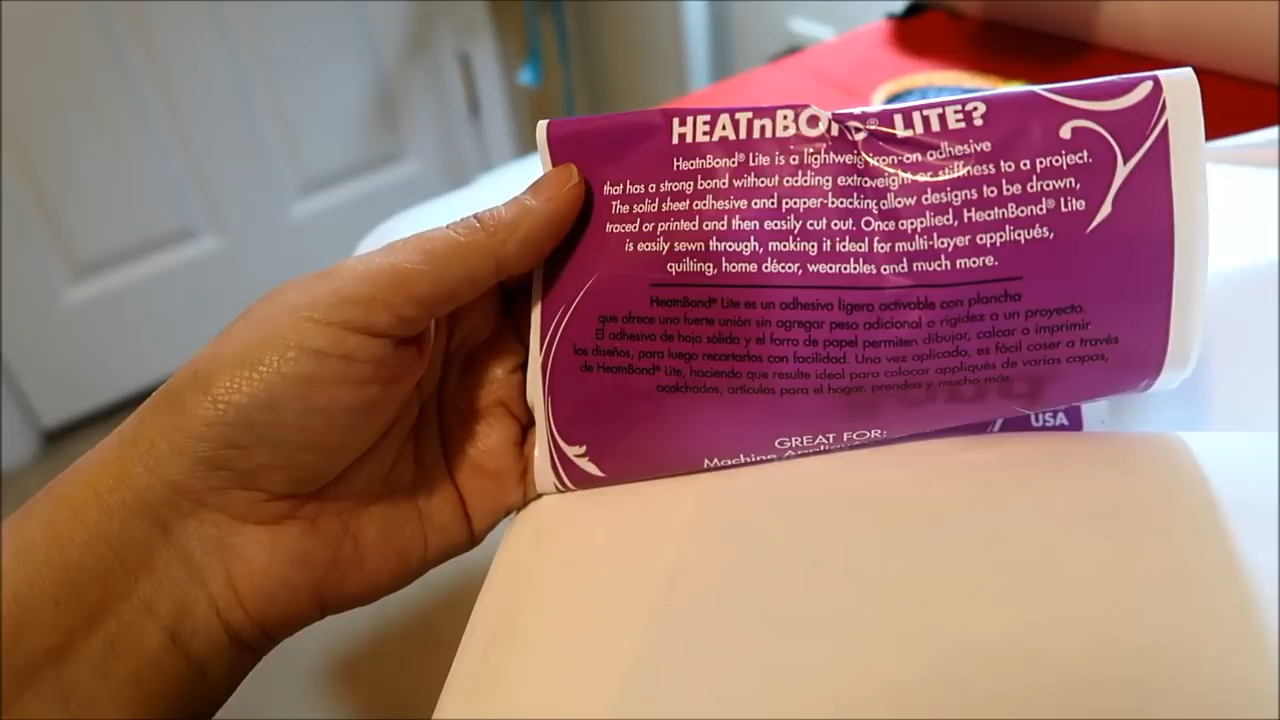 HEATnBOND® LITE?
HeatnBond® Lite is a lightweig iron-on adhesive
that has a strong bond without adding extra weight or stiffness to a project.
The solid sheet adhesive and paper-backing allow designs to be drawn,
traced or printed and then easily cut out. Once applied, HeatnBond® Lite
is easily sewn through, making it ideal for multi-layer appliqués,
quilting, home décor, wearables and much more.
HeatnBond® Lite es un adhesivo ligero activable con plancha
que ofrece una fuerte unión sin agregar peso adicional o rigidez a un proyecto.
El adhesivo de hoja sólida y el forro de papel permiten dibujar, calcar o imprimir
los diseños, para luego recortarlos con facilidad. Una vez aplicado, es fácil coser a través
de HeatnBond® Lite, haciendo que resulte ideal para colocar appliqués de varias capas,
acolchados, artículos para el hogar, prendas y mucho más.
USA
GREAT FOR:
Machine Appliqu